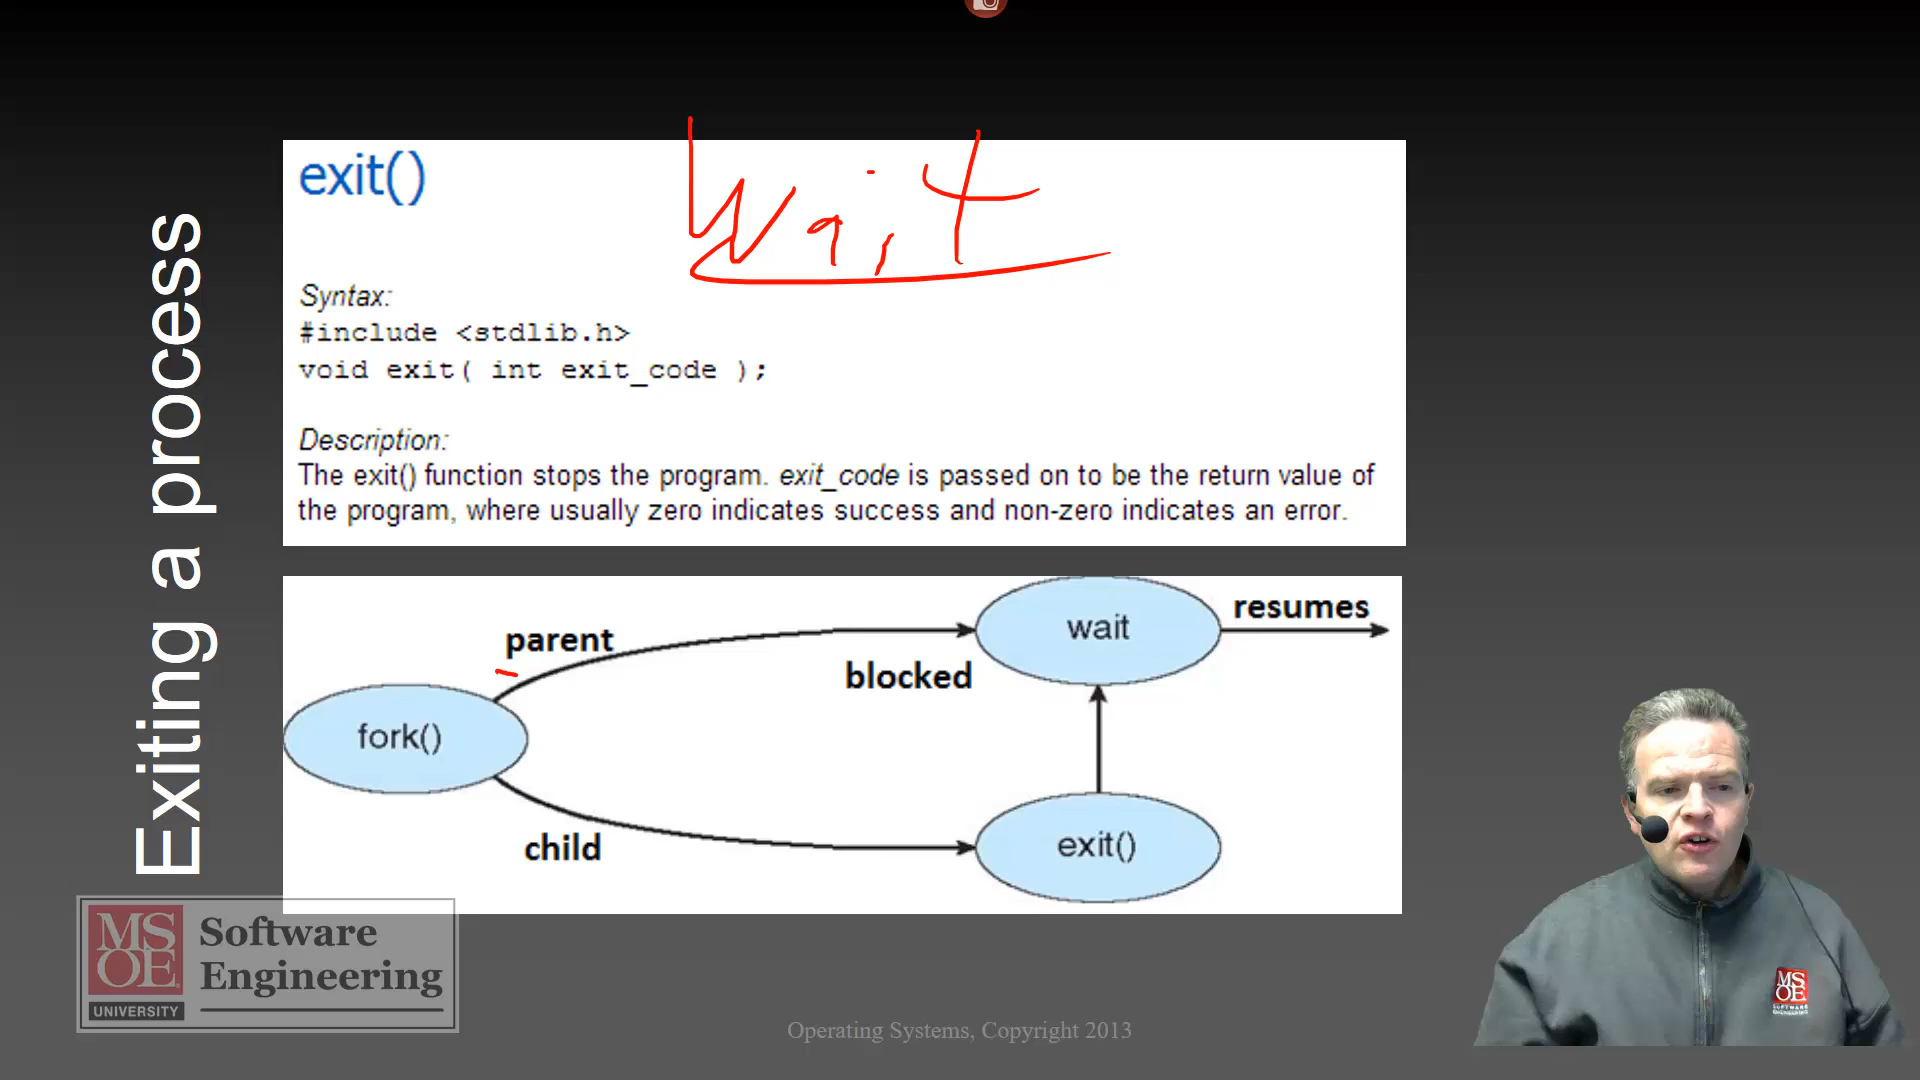 Exiting a process
Wait
exit()
Syntax:
#include <stdlib.h>
void exit( int exit_code );
Description:
The exit() function stops the program. exit_code is passed on to be the return value of
the program, where usually zero indicates success and non-zero indicates an error.
parent
wait
resumes
blocked
fork()
child
exit()
MS
OE
UNIVERSITY
Software
Engineering
Operating Systems, Copyright 2013
MS
OE